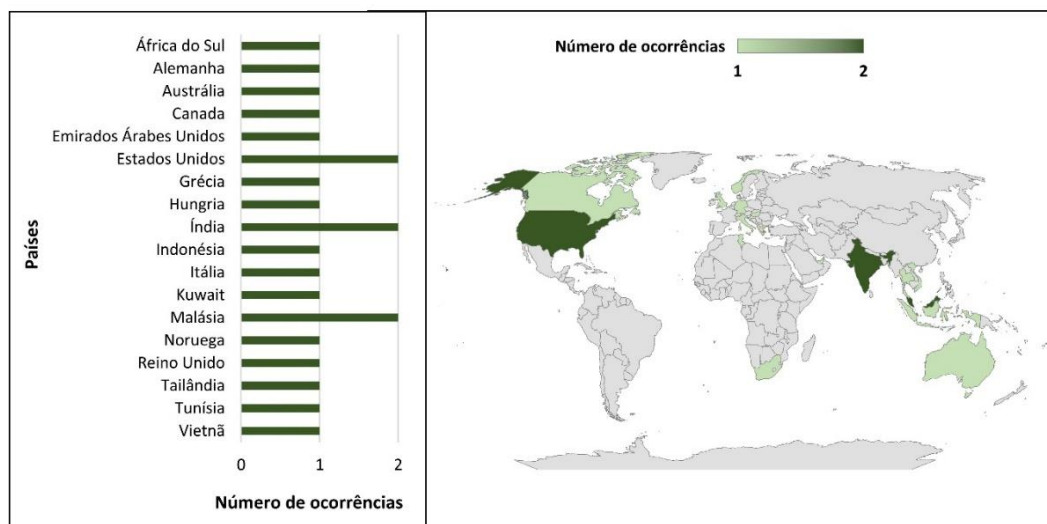 África do Sul
Alemanha
Austrália
Canada
Emirados Árabes Unidos
Estados Unidos
Grécia
Hungria
Índia
Indonésia
Itália
Kuwait
Malásia
Noruega
Reino Unido
Tailândia
Tunísia
Vietnã
Países
0 1 2
Número de ocorrências
Número de ocorrências
1 2